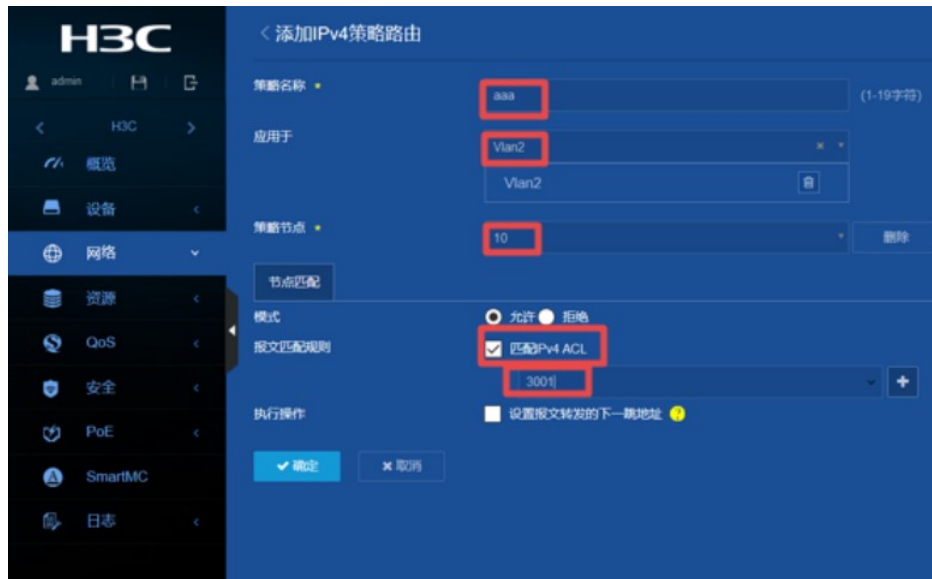 H3C
admin
H3C
概览
设备
网络
资源
QoS
安全
PoE
SmartMC
日志
添加IPv4策略路由
策略名称
aaa
(1-19字符)
应用于
Vlan2
Vlan2
策略节点
10
删除
节点匹配
模式
允许 拒绝
报文匹配规则
匹配IPv4 ACL
3001
执行操作
设置报文转发的下一跳地址 ?
确定 取消